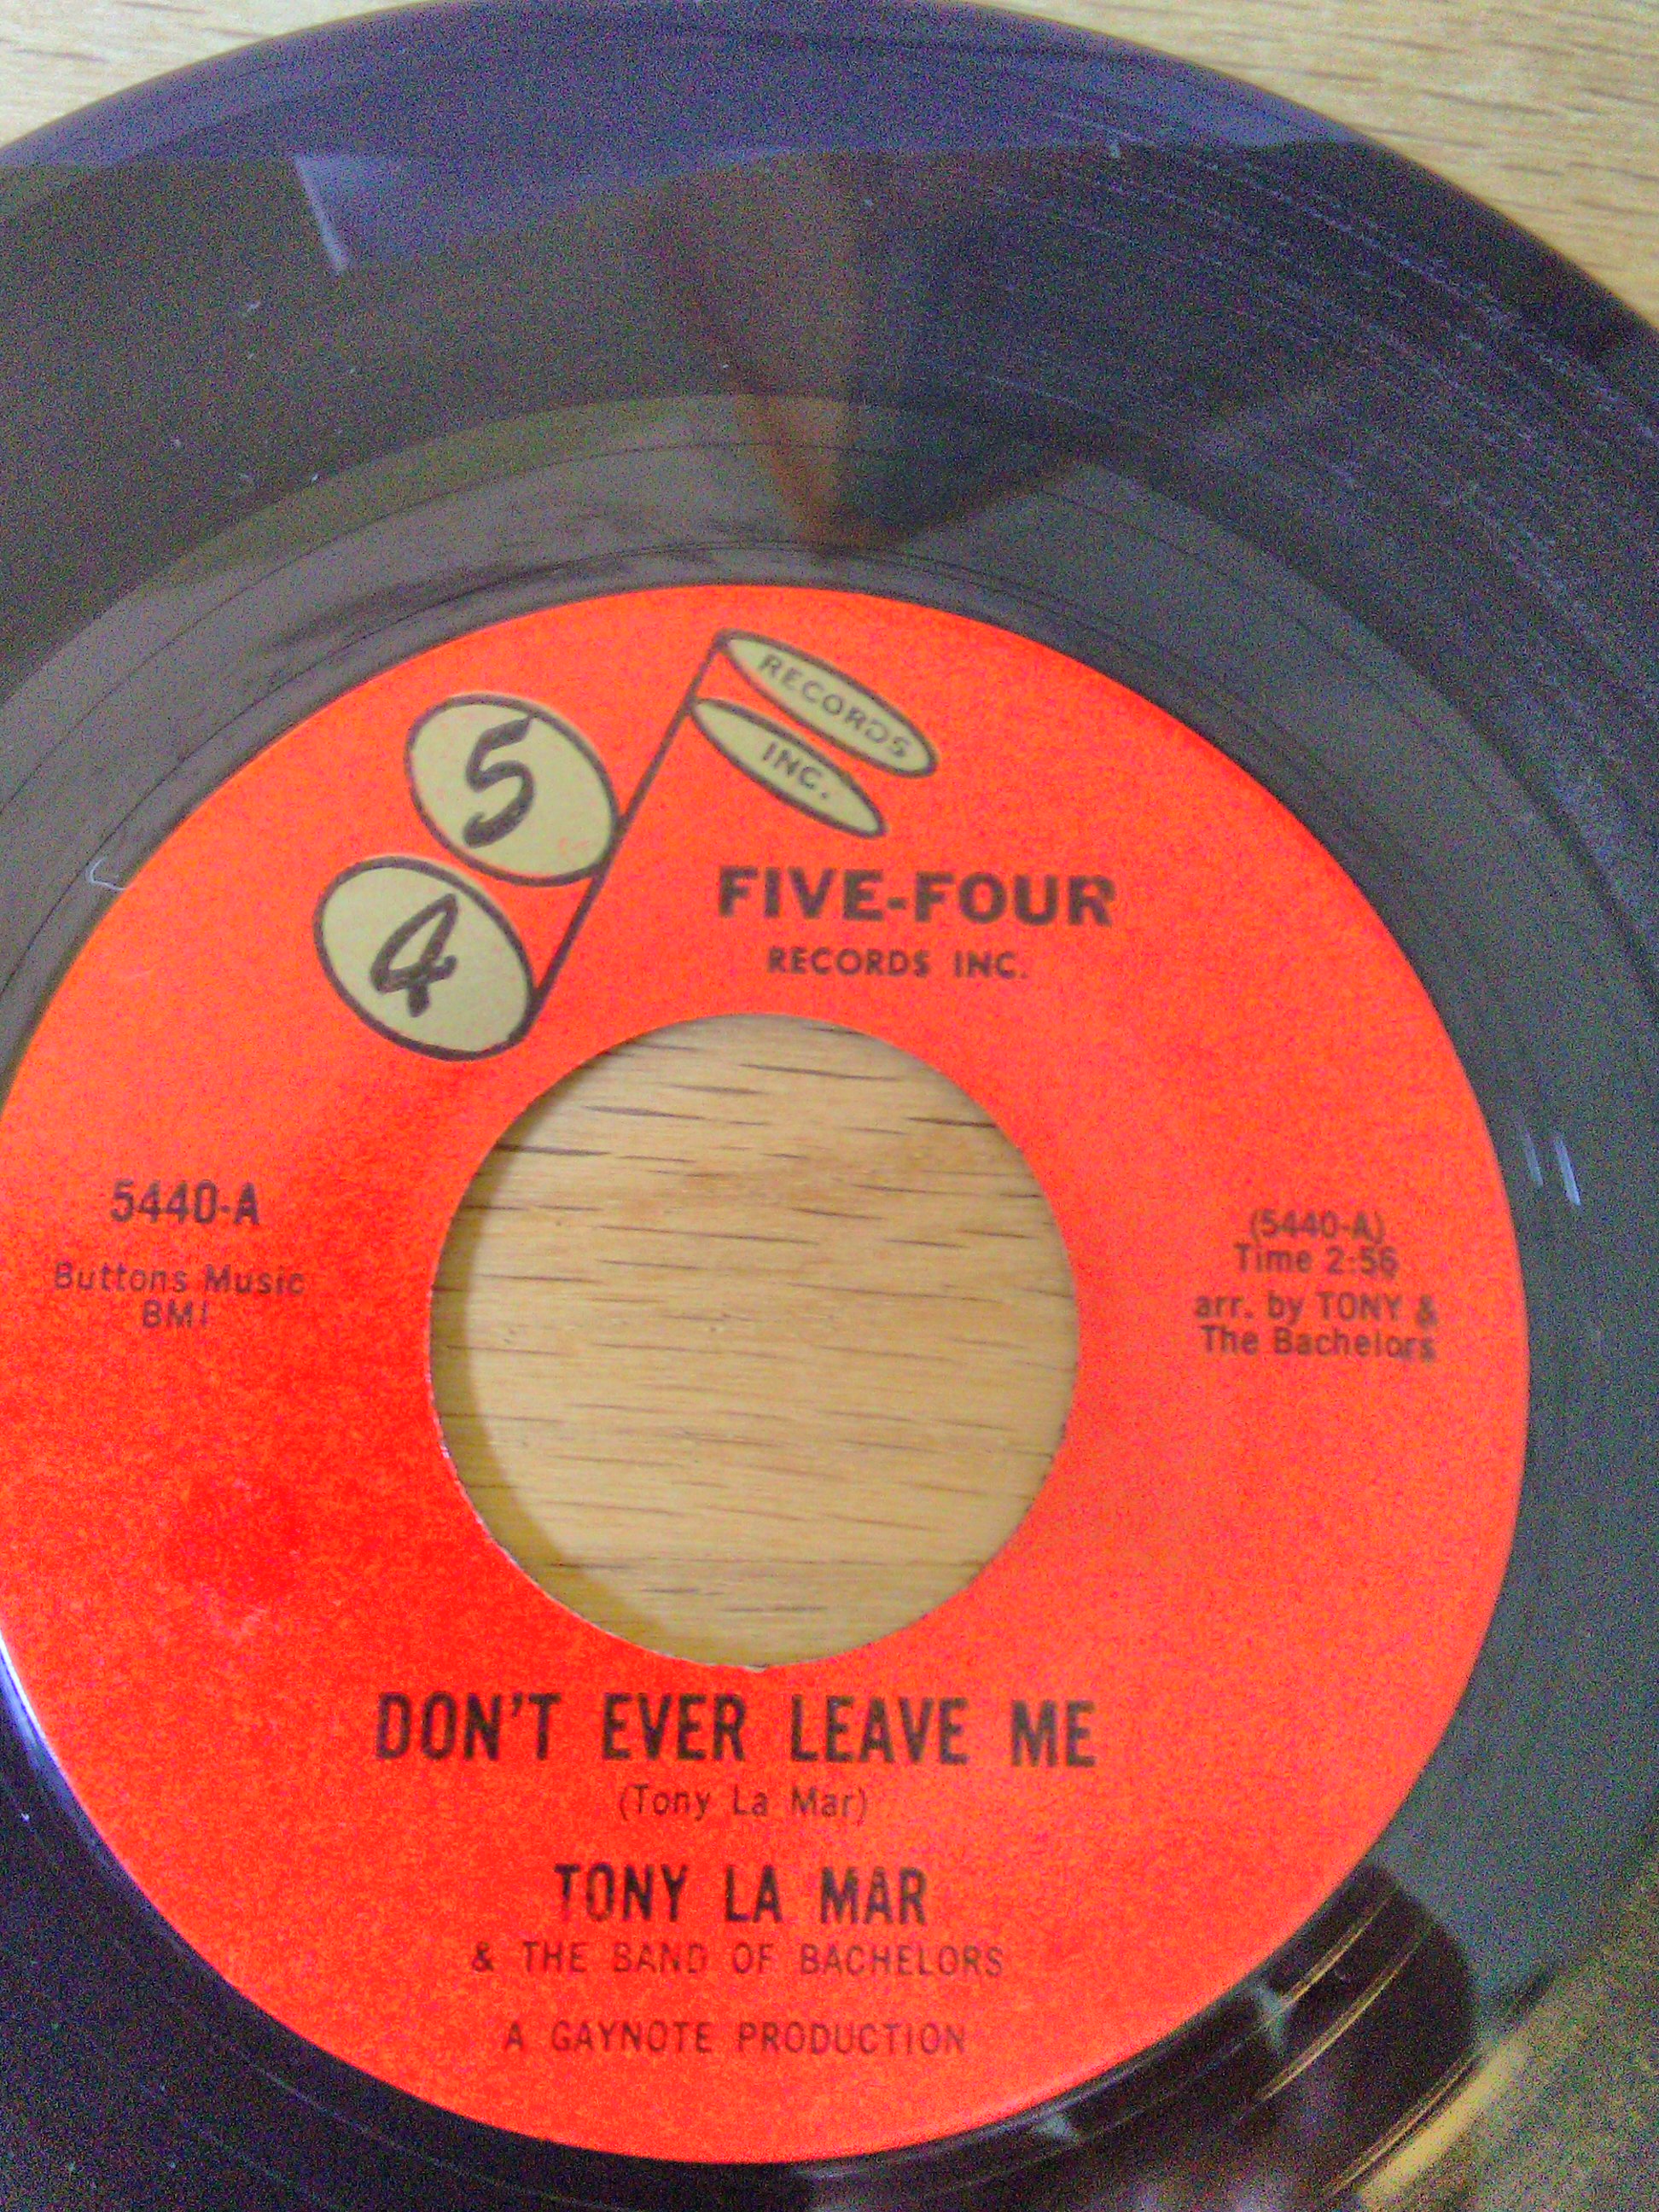 RECORDS
INC.
5
4
FIVE-FOUR
RECORDS INC.
5440-A
Buttons Music
BMI
(5440-A)
Time 2:56
arr. by TONY &
The Bachelors
DON'T EVER LEAVE ME
(Tony La Mar)
TONY LA MAR
& THE BAND OF BACHELORS
A GAYNOTE PRODUCTION